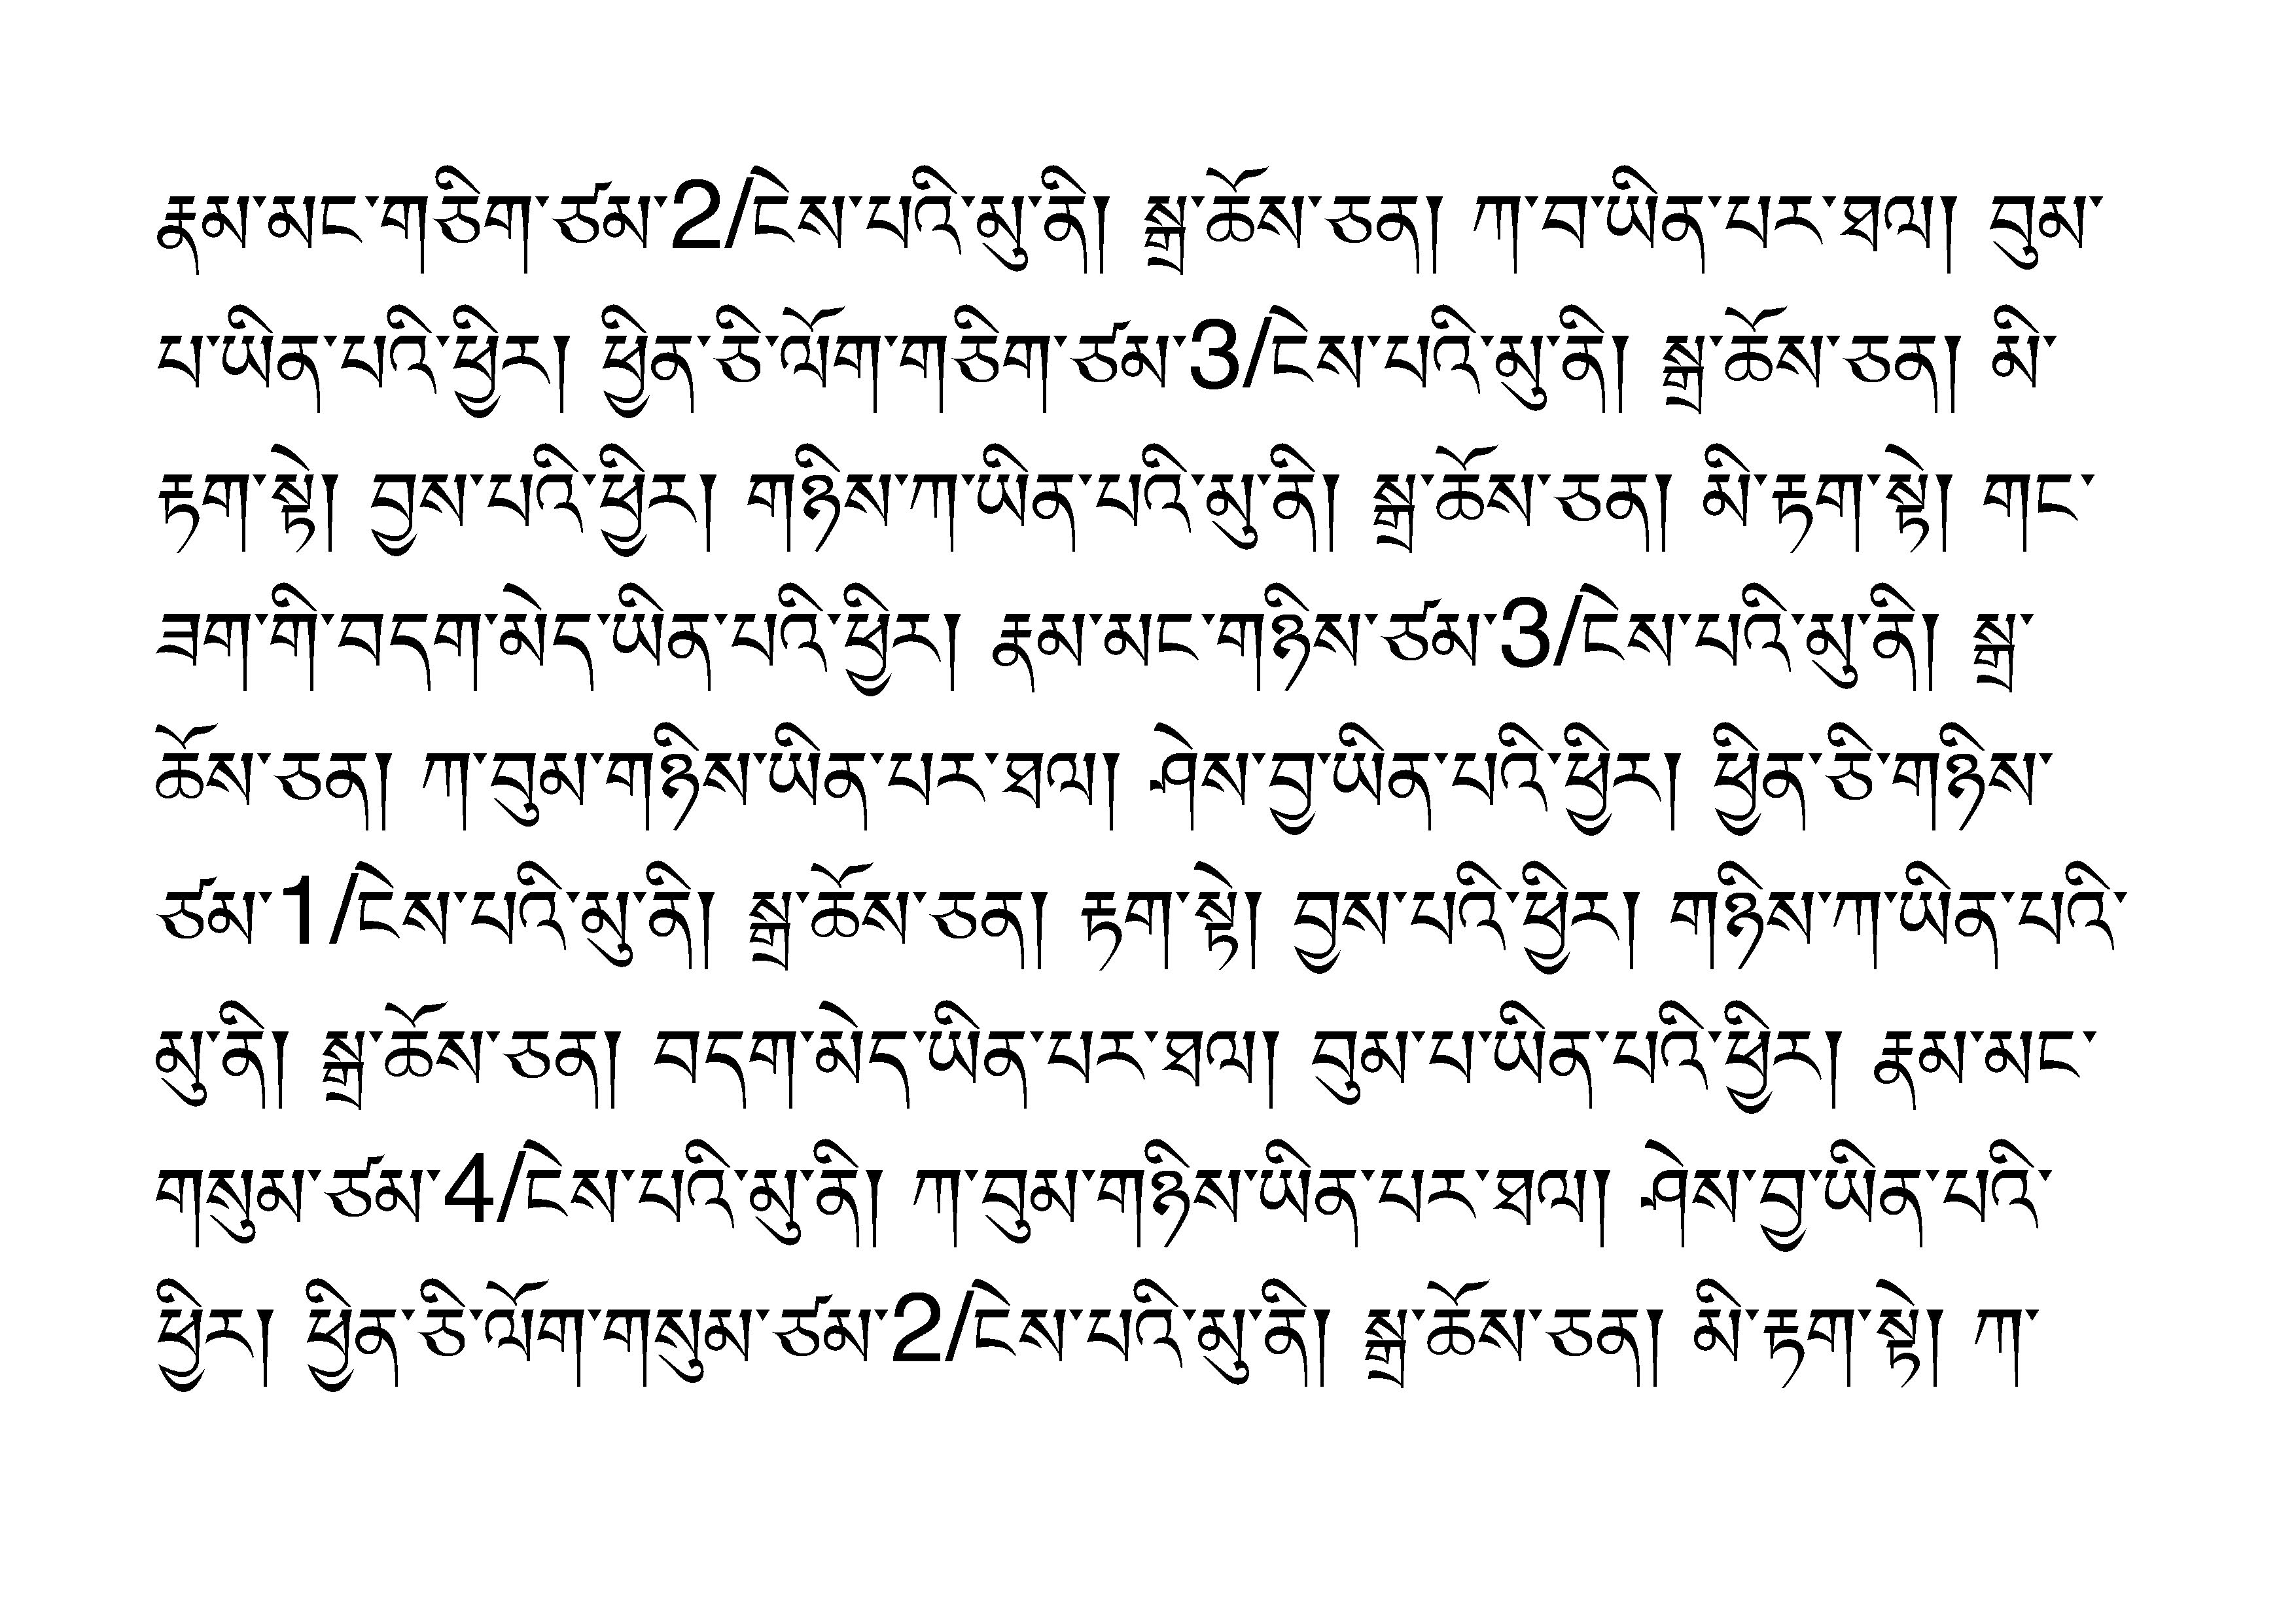 རྣམ་མང་གཅིག་ཙམ་2/ངེས་པའི་མུ་ནི། སྒྲ་ཆོས་ཅན། ཀ་བ་ཡིན་པར་ཐལ། བུམ་
པ་ཡིན་པའི་ཕྱིར། ཕྱིན་ཅི་ལོག་གཅིག་ཙམ་3/ངེས་པའི་མུ་ནི། སྒྲ་ཆོས་ཅན། མི་
རྟག་སྟེ། བྱས་པའི་ཕྱིར། གཉིས་ཀ་ཡིན་པའི་མུ་ནི། སྒྲ་ཆོས་ཅན། མི་རྟག་སྟེ། གང་
ཟག་གི་བདག་མེད་ཡིན་པའི་ཕྱིར། རྣམ་མང་གཉིས་ཙམ་3/ངེས་པའི་མུ་ནི། སྒྲ་
ཆོས་ཅན། ཀ་བུམ་གཉིས་ཡིན་པར་ཐལ། ཤེས་བྱ་ཡིན་པའི་ཕྱིར། ཕྱིན་ཅི་གཉིས་
ཙམ་1/ངེས་པའི་མུ་ནི། སྒྲ་ཆོས་ཅན། རྟག་སྟེ། བྱས་པའི་ཕྱིར། གཉིས་ཀ་ཡིན་པའི་
མུ་ནི། སྒྲ་ཆོས་ཅན། བདག་མེད་ཡིན་པར་ཐལ། བུམ་པ་ཡིན་པའི་ཕྱིར། རྣམ་མང་
གསུམ་ཙམ་4/ངེས་པའི་མུ་ནི། ཀ་བུམ་གཉིས་ཡིན་པར་ཐལ། ཤེས་བྱ་ཡིན་པའི་
ཕྱིར། ཕྱིན་ཅི་ལོག་གསུམ་ཙམ་2/ངེས་པའི་མུ་ནི། སྒྲ་ཆོས་ཅན། མི་རྟག་སྟེ། ཀ་